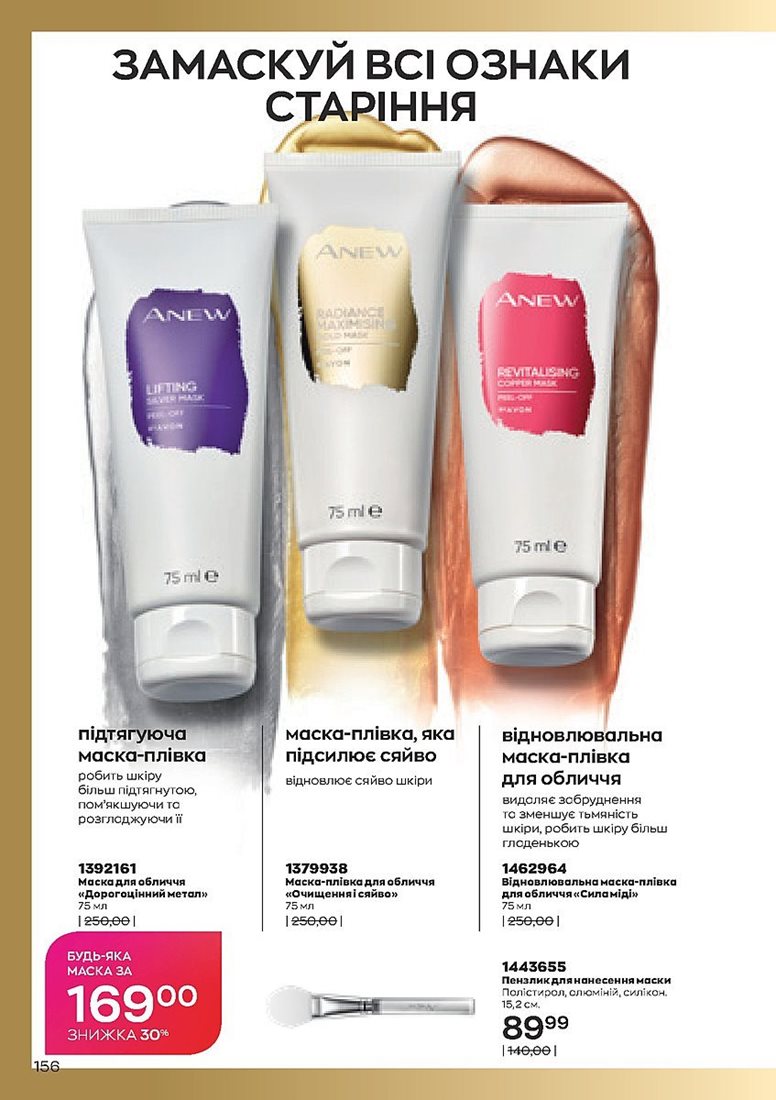 ЗАМАСКУЙ ВСІ ОЗНАКИ
СТАРІННЯ
ANEW
LIFTING
SILVER MASK
PEEL-OFF
AVON
75 ml e
ANEW
RADIANCE
MAXIMISING
GOLD MASK
PEEL-OFF
AVON
75 ml e
ANEW
REVITALISING
COPPER MASK
PEEL-OFF
AVON
75 ml e
підтягуюча
маска-плівка
робить шкіру
більш підтягнутою,
пом'якшуючи та
розгладжуючи її
1392161
Маска для обличчя
«Дорогоцінний метал»
75 мл
| 250,00 |
маска-плівка, яка
підсилює сяйво
відновлює сяйво шкіри
1379938
Маска-плівка для обличчя
«Очищення і сяйво»
75 мл
| 250,00 |
відновлювальна
маска-плівка
для обличчя
видаляє забруднення
та зменшує тьмяність
шкіри, робить шкіру більш
гладенькою
1462964
Відновлювальна маска-плівка
для обличчя «Сила міді»
75 мл
| 250,00 |
БУДЬ-ЯКА
МАСКА ЗА
169⁰⁰
ЗНИЖКА 30%
1443655
Пензлик для нанесення маски
Полістирол, алюміній, силікон.
15,2 см.
89⁹⁹
| 140,00 |
156